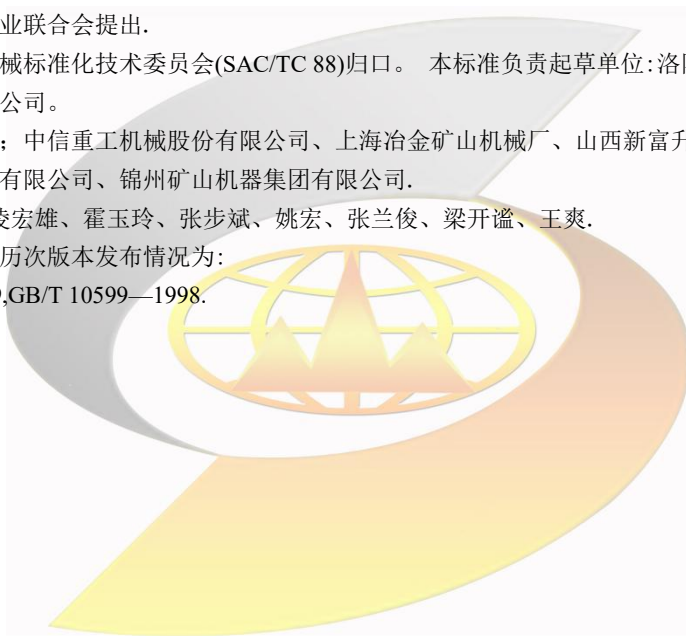 业联合会提出.
械标准化技术委员会(SAC/TC 88)归口。 本标准负责起草单位:洛阳
公司。
；中信重工机械股份有限公司、上海冶金矿山机械厂、山西新富升
有限公司、锦州矿山机器集团有限公司.
凌宏雄、霍玉玲、张步斌、姚宏、张兰俊、梁开谧、王爽.
历次版本发布情况为:
,GB/T 10599—1998.